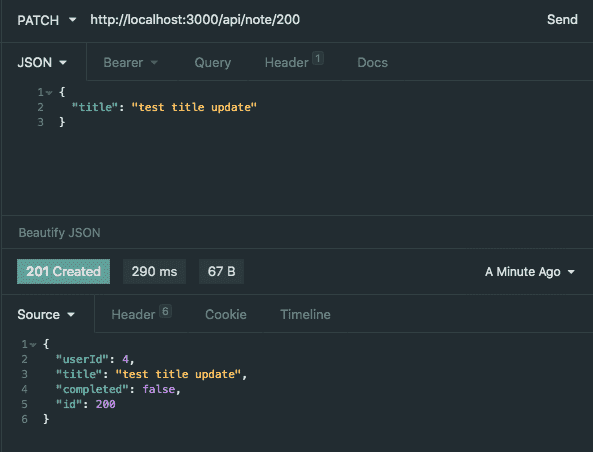 PATCH http://localhost:3000/api/note/200 Send
JSON Bearer Query Header 1 Docs
1 {
2 "title": "test title update"
3 }
Beautify JSON
201 Created 290 ms 67 B A Minute Ago
Source Header 6 Cookie Timeline
1 {
2 "userId": 4,
3 "title": "test title update",
4 "completed": false,
5 "id": 200
6 }